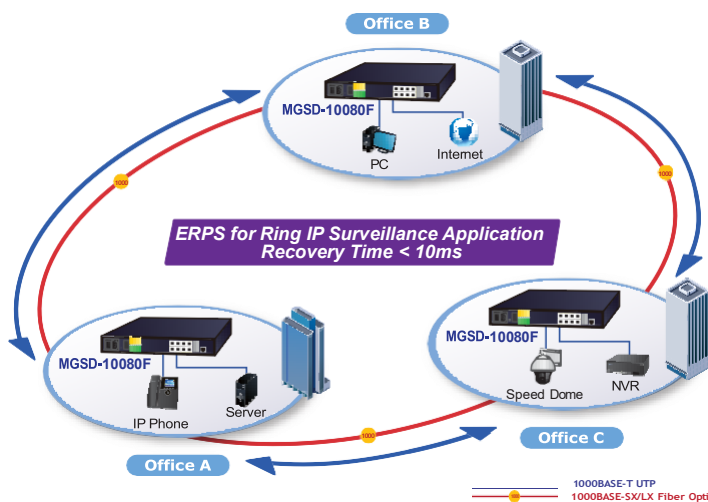 Office B
MGSD-10080F
PC
Internet
1000
1000
ERPS for Ring IP Surveillance Application
Recovery Time < 10ms
MGSD-10080F
IP Phone
Server
MGSD-10080F
Speed Dome
NVR
1000
Office A
Office C
1000BASE-T UTP
100
1000BASE-SX/LX Fiber Opti